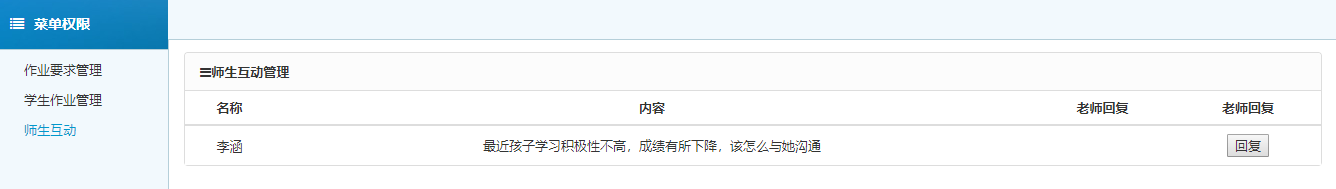 菜单权限
作业要求管理
学生作业管理
师生互动
师生互动管理
名称 内容 老师回复 老师回复
李涵 最近孩子学习积极性不高，成绩有所下降，该怎么与她沟通 回复